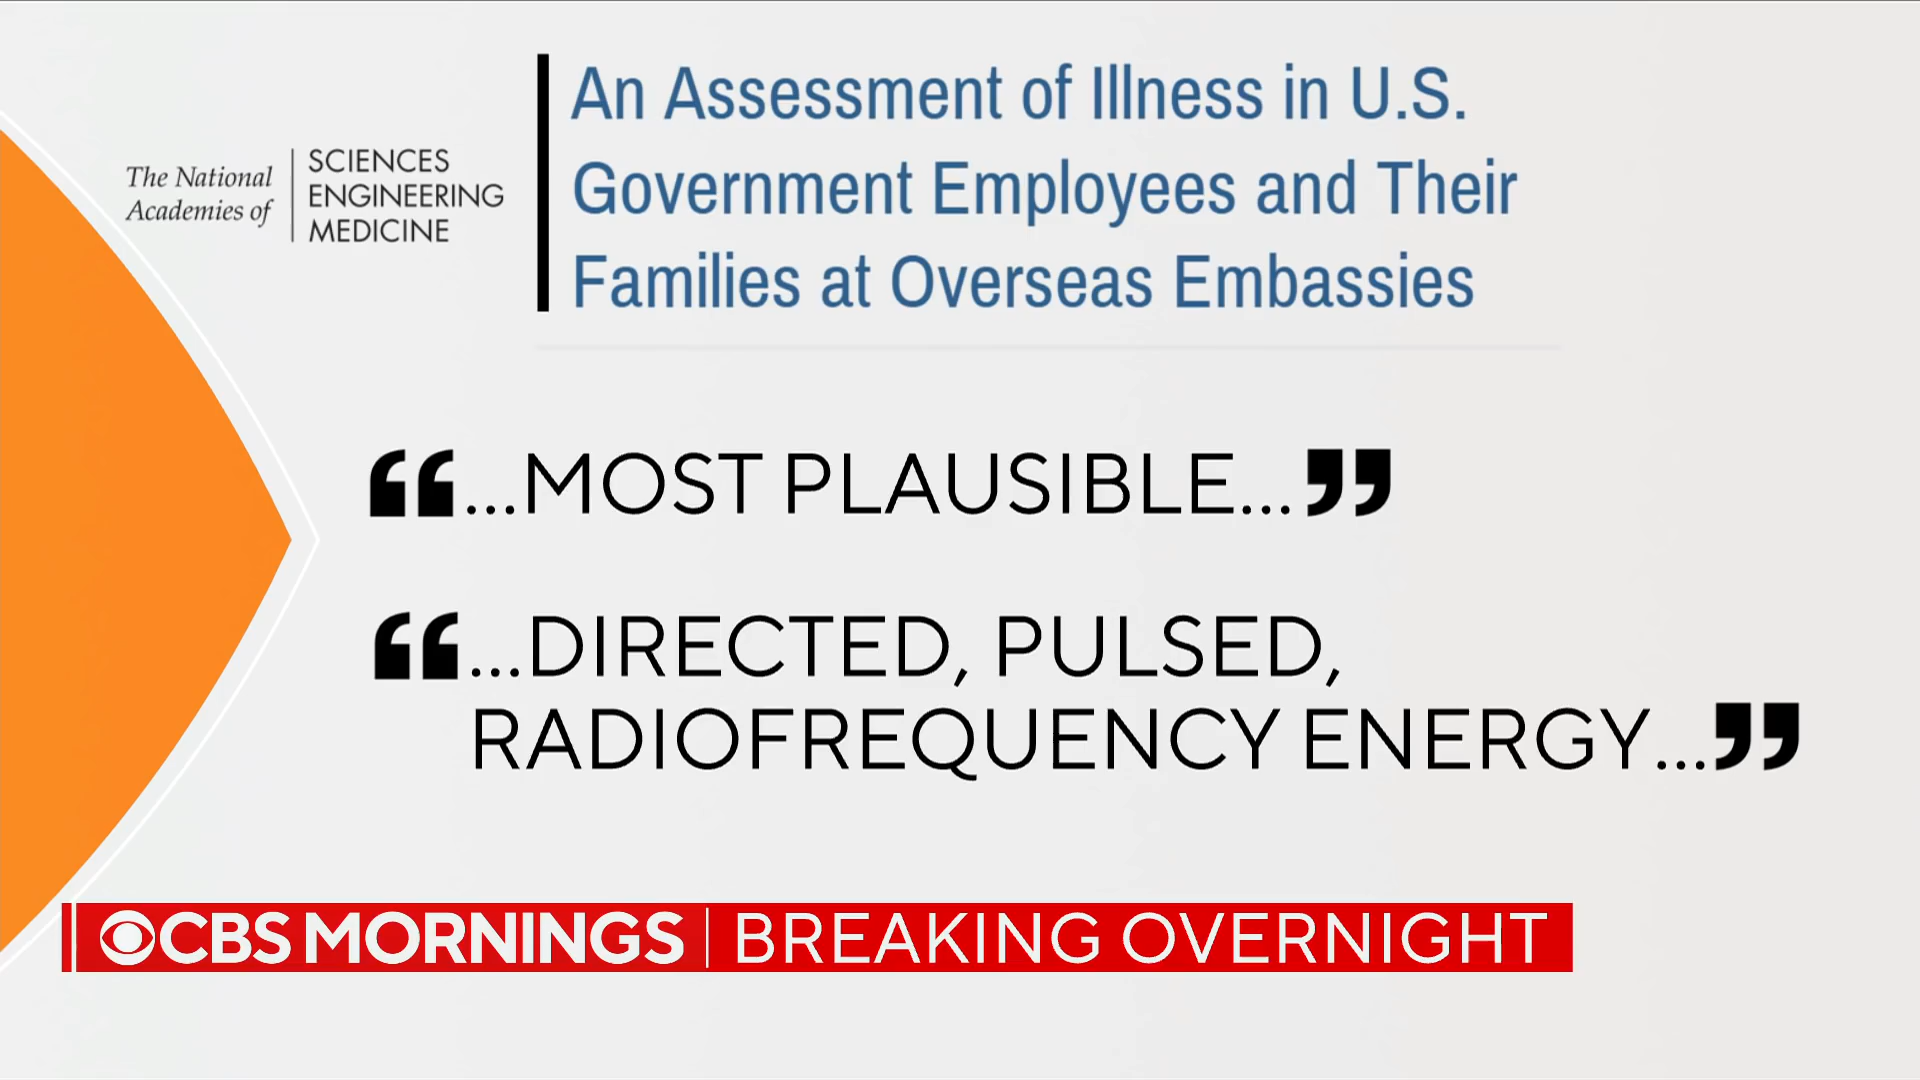 The National
Academies of
SCIENCES
ENGINEERING
MEDICINE
An Assessment of Illness in U.S.
Government Employees and Their
Families at Overseas Embassies
“...MOST PLAUSIBLE...”
“...DIRECTED, PULSED,
RADIOFREQUENCY ENERGY...”
CBS MORNINGS | BREAKING OVERNIGHT